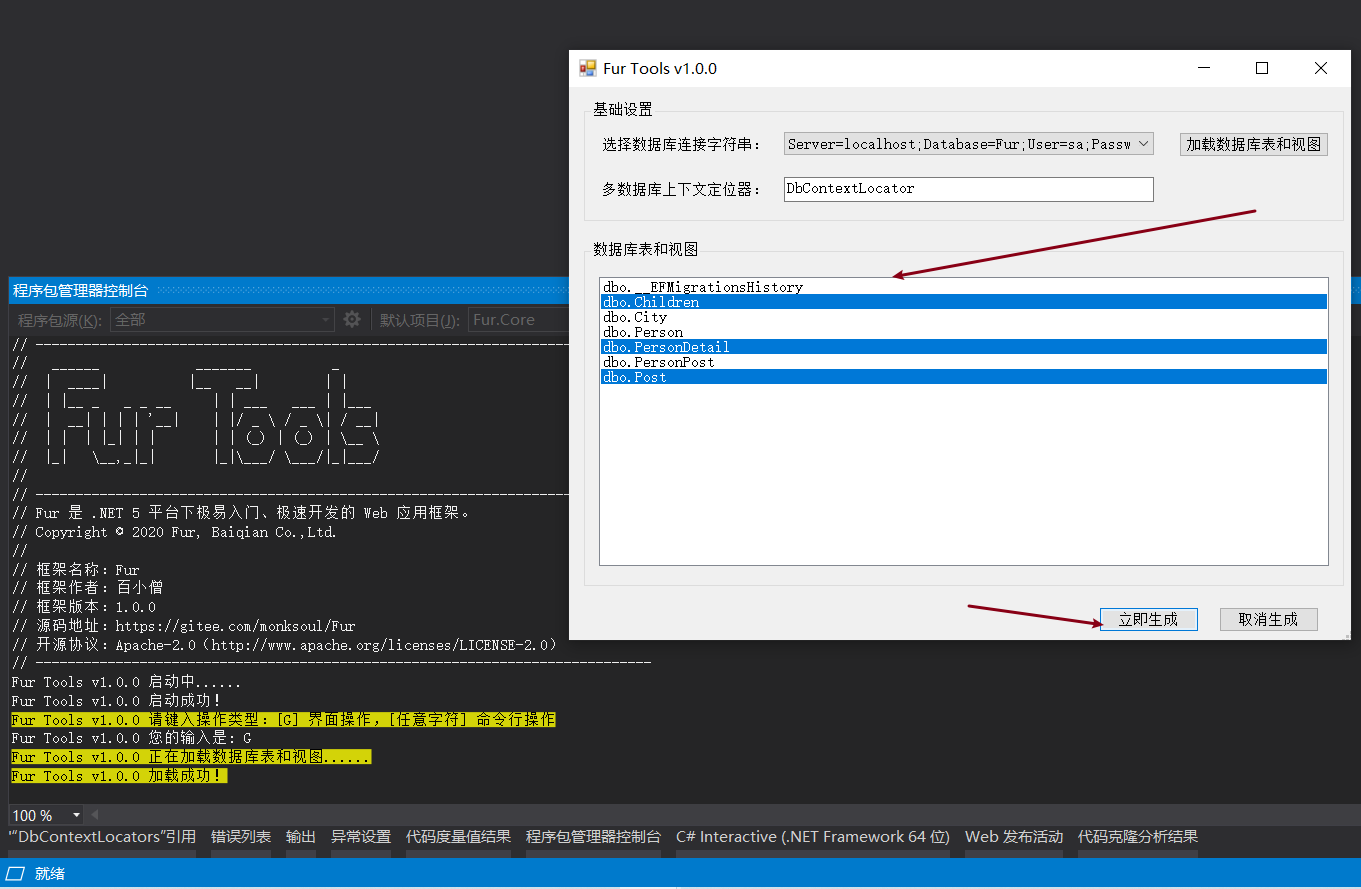 Fur Tools v1.0.0
基础设置
选择数据库连接字符串：
Server=localhost;Database=Fur;User=sa;Passw
加载数据库表和视图
多数据库上下文定位器：
DbContextLocator
数据库表和视图
dbo.__EFMigrationsHistory
dbo.Children
dbo.City
dbo.Person
dbo.PersonDetail
dbo.PersonPost
dbo.Post
立即生成
取消生成
程序包管理器控制台
程序包源(K): 全部
默认项目(J): Fur.Core
Fur Tools
// Fur 是 .NET 5 平台下极易入门、极速开发的 Web 应用框架。
// Copyright © 2020 Fur, Baiqian Co.,Ltd.
//
// 框架名称：Fur
// 框架作者：百小僧
// 框架版本：1.0.0
// 源码地址：https://gitee.com/monksoul/Fur
// 开源协议：Apache-2.0（http://www.apache.org/licenses/LICENSE-2.0）
Fur Tools v1.0.0 启动中......
Fur Tools v1.0.0 启动成功！
Fur Tools v1.0.0 请键入操作类型：[G] 界面操作，[任意字符] 命令行操作
Fur Tools v1.0.0 您的输入是: G
Fur Tools v1.0.0 正在加载数据库表和视图......
Fur Tools v1.0.0 加载成功！
100 %
'“DbContextLocators”引用 错误列表 输出 异常设置 代码度量值结果 程序包管理器控制台 C# Interactive (.NET Framework 64 位) Web 发布活动 代码克隆分析结果
就绪